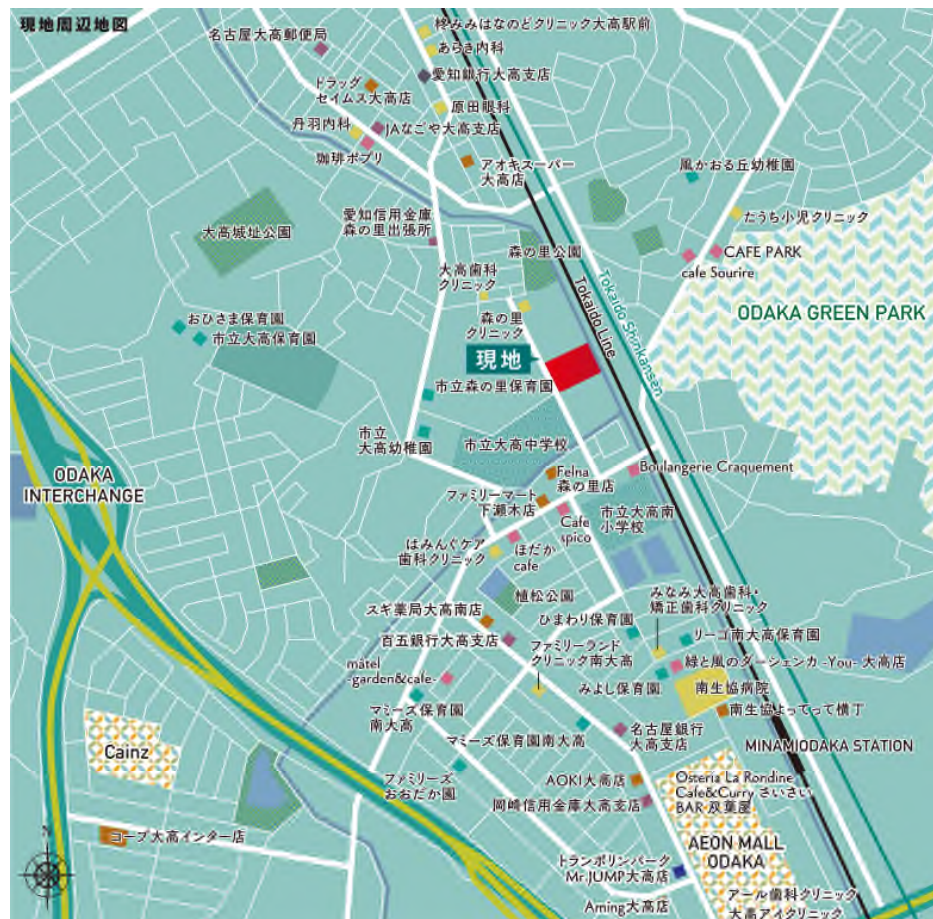 現地周辺地図
名古屋大高郵便局
柊みみはなのどクリニック大高駅前
あらき内科
愛知銀行大高支店
ドラッグ
セイムス大高店
原田眼科
丹羽内科
JAなごや大高支店
珈琲ポプリ
アオキスーパー
大高店
風かおる丘幼稚園
たうち小児クリニック
愛知信用金庫
森の里出張所
大高城址公園
森の里公園
CAFE PARK
cafe Sourire
大高歯科
クリニック
Tokaido Line
Tokaido Shinkansen
ODAKA GREEN PARK
おひさま保育園
市立大高保育園
森の里
クリニック
現地
市立森の里保育園
市立
大高幼稚園
市立大高中学校
ODAKA
INTERCHANGE
Felna
森の里店
Boulangerie Craquement
ファミリーマート
下瀬木店
Cafe
spico
市立大高南
小学校
はみんぐケア
歯科クリニック
ほだか
cafe
植松公園
みなみ大高歯科・
矯正歯科クリニック
スギ薬局大高南店
ひまわり保育園
リーゴ南大高保育園
百五銀行大高支店
ファミリーランド
クリニック南大高
緑と風のダーシェンカ -You- 大高店
mâtel
-garden&cafe-
みよし保育園
南生協病院
マミーズ保育園
南大高
南生協よってって横丁
マミーズ保育園南大高
名古屋銀行
大高支店
MINAMIODAKA STATION
Cainz
ファミリーズ
おおだか園
AOKI大高店
Osteria La Rondine
Cafe&Curry さいさい
BAR 双葉屋
岡崎信用金庫大高支店
コープ大高インター店
AEON MALL
ODAKA
トランポリンパーク
Mr.JUMP大高店
N
Aming大高店
アール歯科クリニック
大高アイクリニック